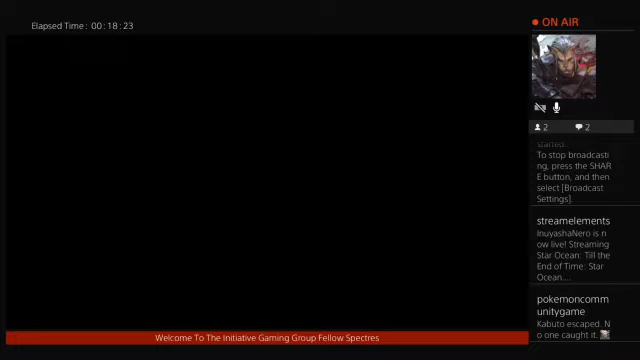 Elapsed Time : 00 : 18 : 23
ON AIR
2
2
started.
To stop broadcasti
ng, press the SHAR
E button, and then
select [Broadcast
Settings].
streamelements
InuyashaNero is n
ow live! Streaming
Star Ocean: Till the
End of Time: Star
Ocean....
pokemoncomm
unitygame
Kabuto escaped. N
o one caught it.
Welcome To The Initiative Gaming Group Fellow Spectres